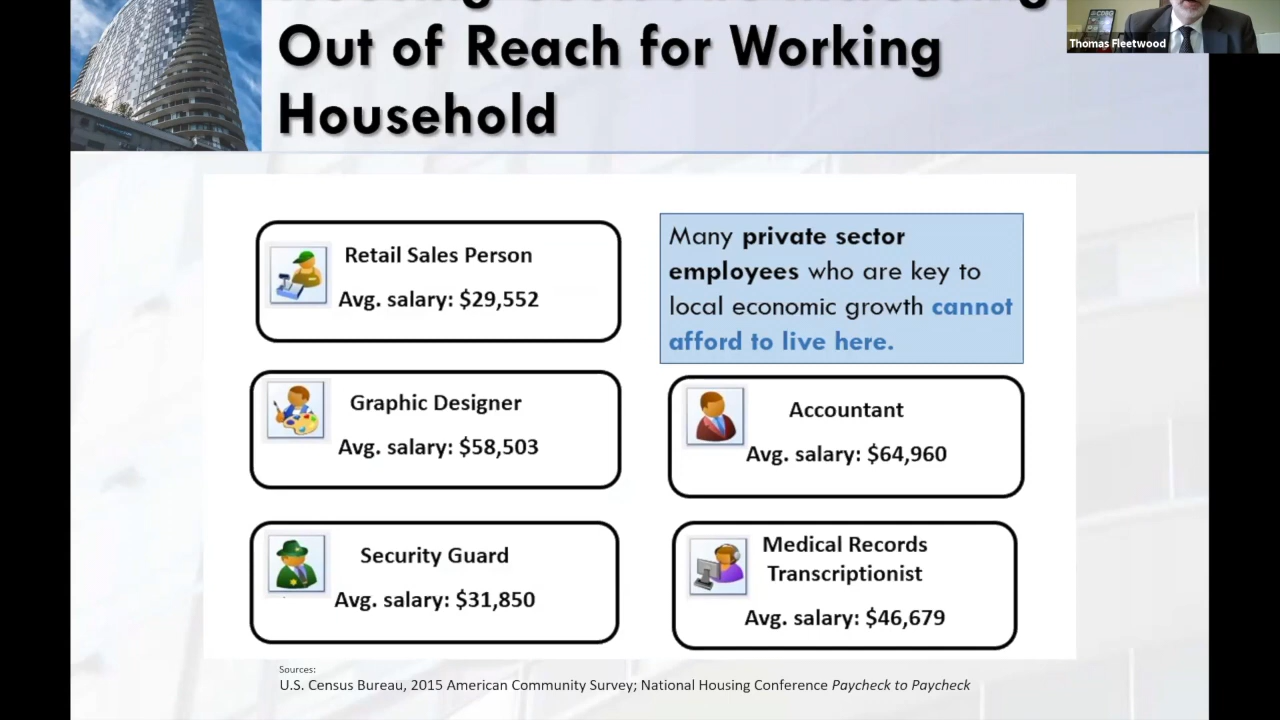 Out of Reach for Working
Household
Thomas Fleetwood
Retail Sales Person
Avg. salary: $29,552
Many private sector
employees who are key to
local economic growth cannot
afford to live here.
Graphic Designer
Avg. salary: $58,503
Accountant
Avg. salary: $64,960
Security Guard
Avg. salary: $31,850
Medical Records
Transcriptionist
Avg. salary: $46,679
Sources:
U.S. Census Bureau, 2015 American Community Survey; National Housing Conference Paycheck to Paycheck